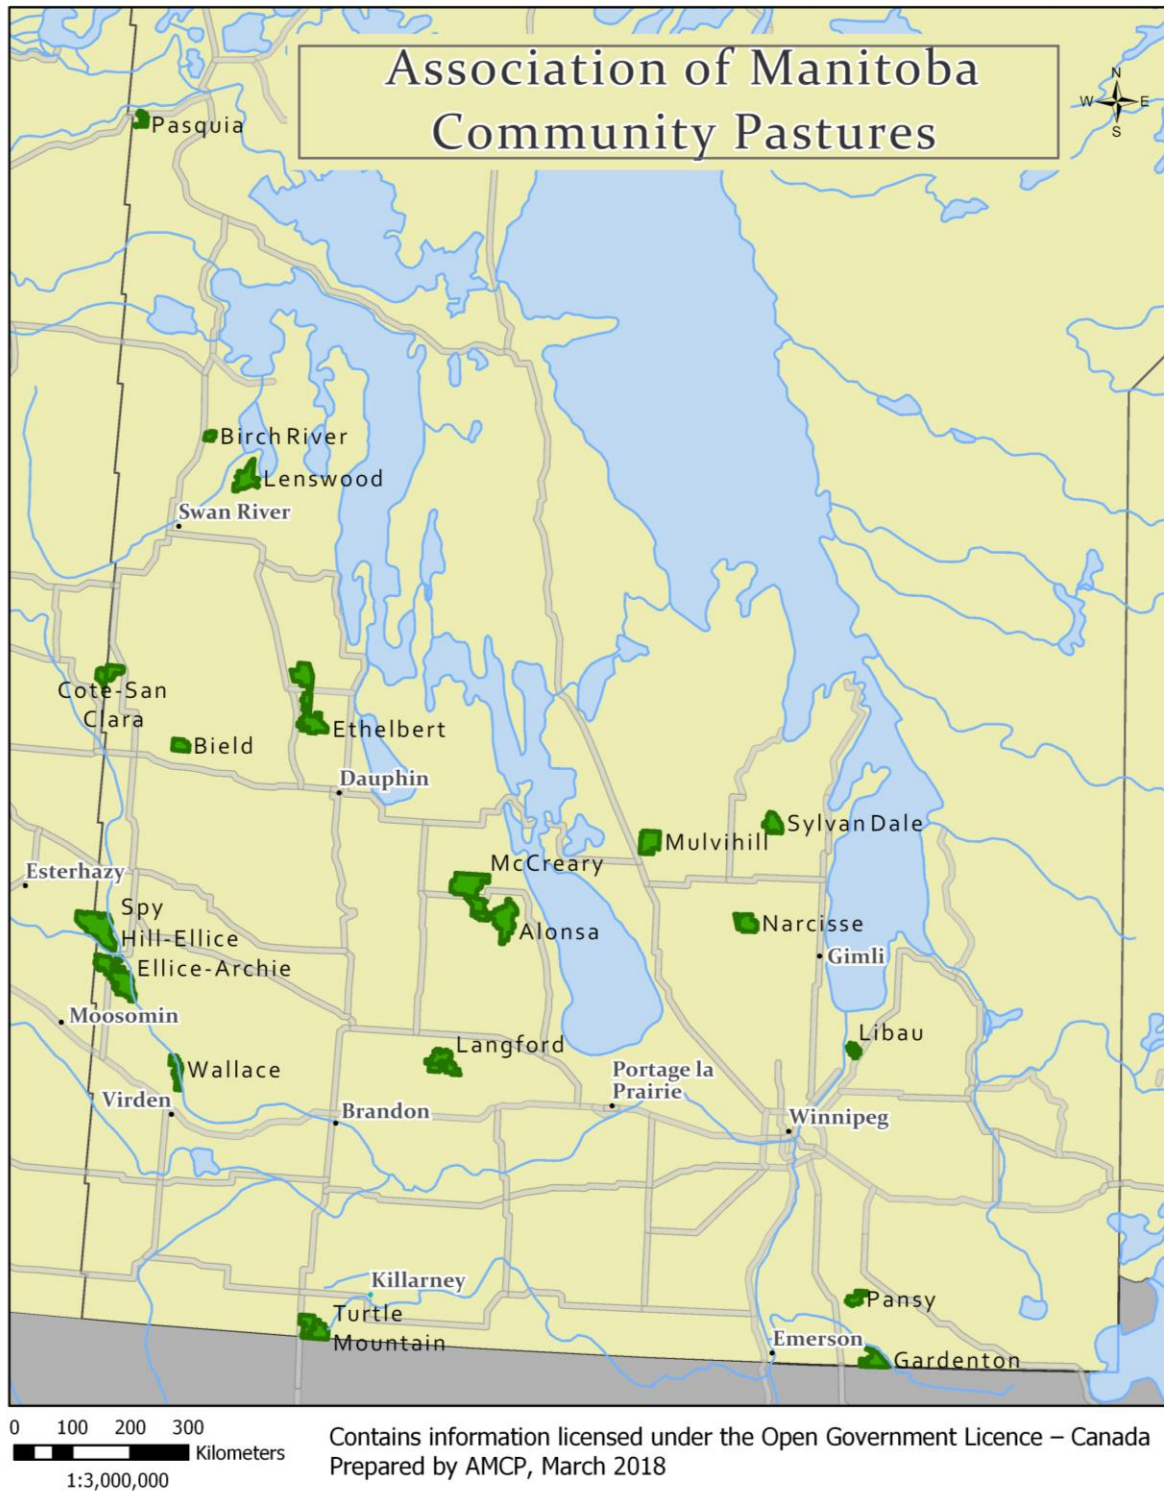 Association of Manitoba
Community Pastures
N
W E
S
Pasquia
Birch River
Lenswood
Swan River
Cote-San
Clara
Ethelbert
Bield
Dauphin
Sylvan Dale
Mulvihill
McCreary
Esterhazy
Spy
Hill-Ellice
Alonsa
Narcisse
Ellice-Archie
Gimli
Moosomin
Libau
Langford
Wallace
Portage la
Prairie
Virden
Brandon
Winnipeg
Killarney
Pansy
Turtle
Mountain
Emerson
Gardenton
0 100 200 300
Kilometers
1:3,000,000
Contains information licensed under the Open Government Licence – Canada
Prepared by AMCP, March 2018